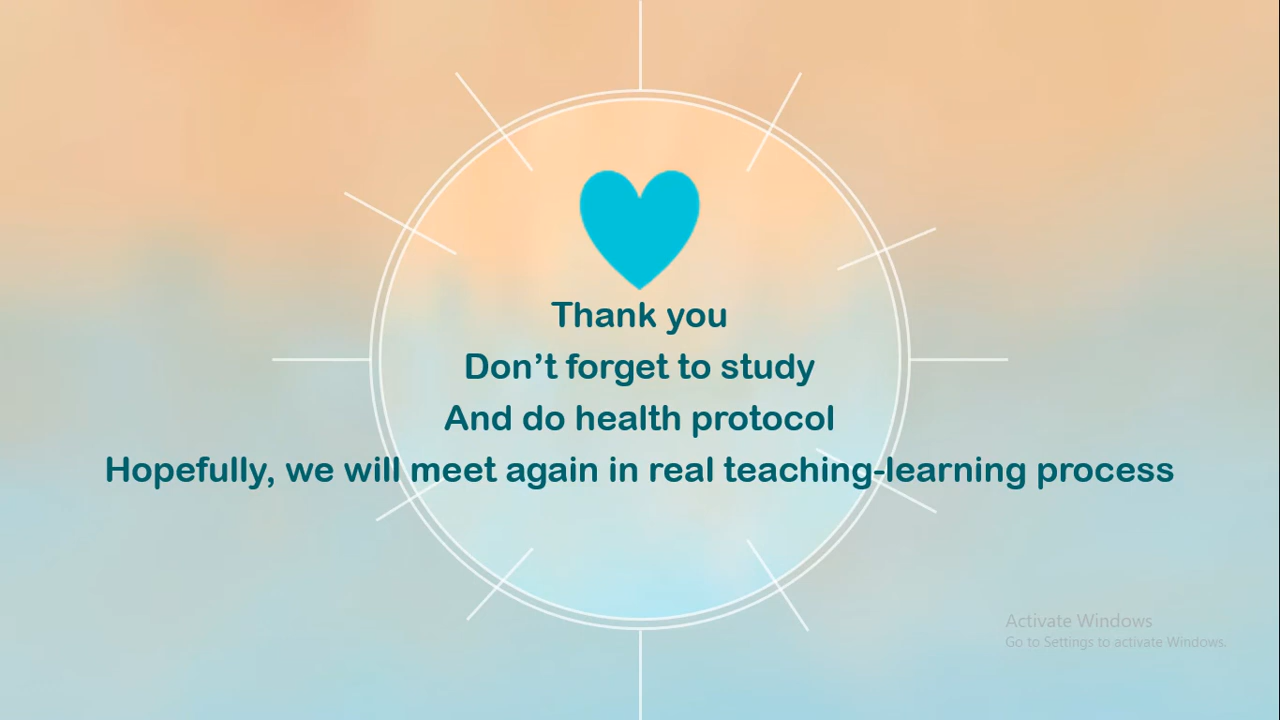 Thank you
Don’t forget to study
And do health protocol
Hopefully, we will meet again in real teaching-learning process
Activate Windows
Go to Settings to activate Windows.